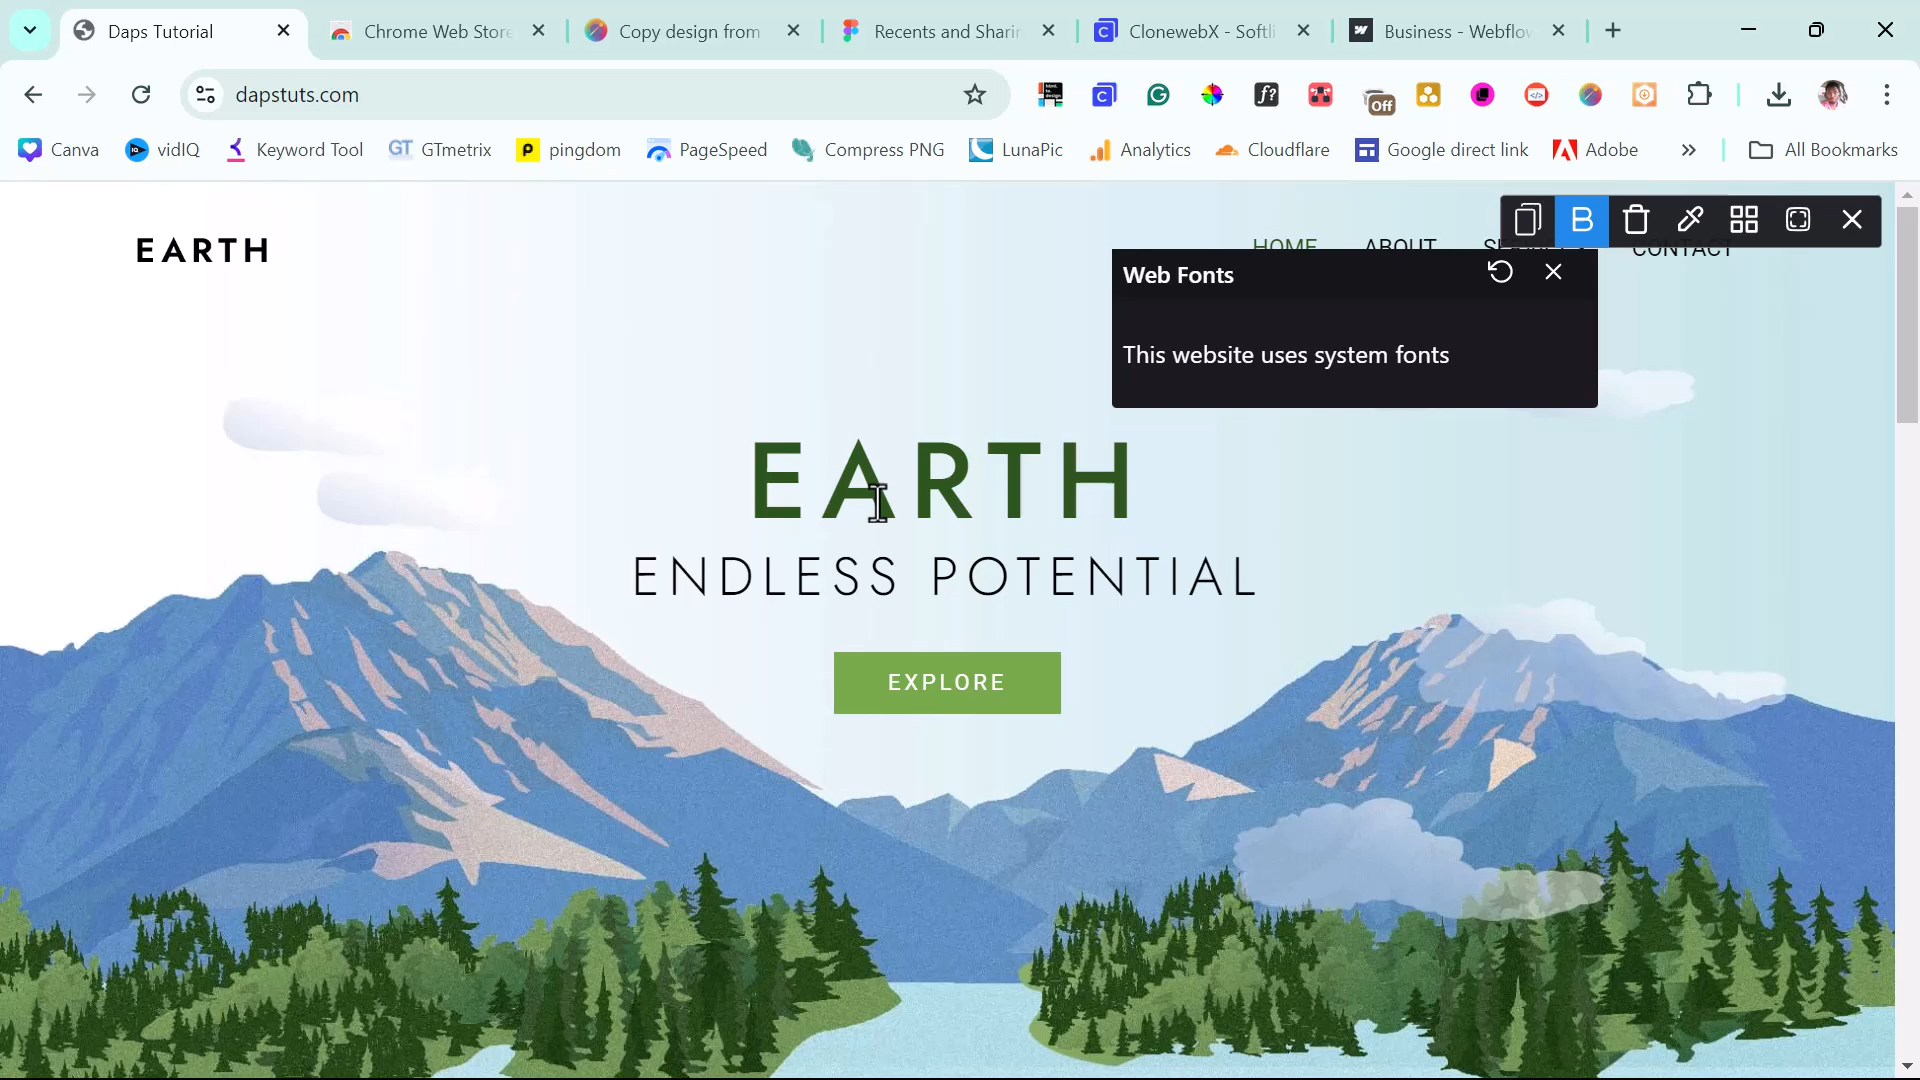 Daps Tutorial
Chrome Web Store
Copy design from
Recents and Sharin
ClonewebX - Softli
Business - Webflow
dapstuts.com
Off
Canva
vidIQ
Keyword Tool
GT
GTmetrix
pingdom
PageSpeed
Compress PNG
LunaPic
Analytics
Cloudflare
Google direct link
Adobe
All Bookmarks
EARTH
HOME
ABOUT
CONTACT
Web Fonts
This website uses system fonts
EARTH
ENDLESS POTENTIAL
EXPLORE